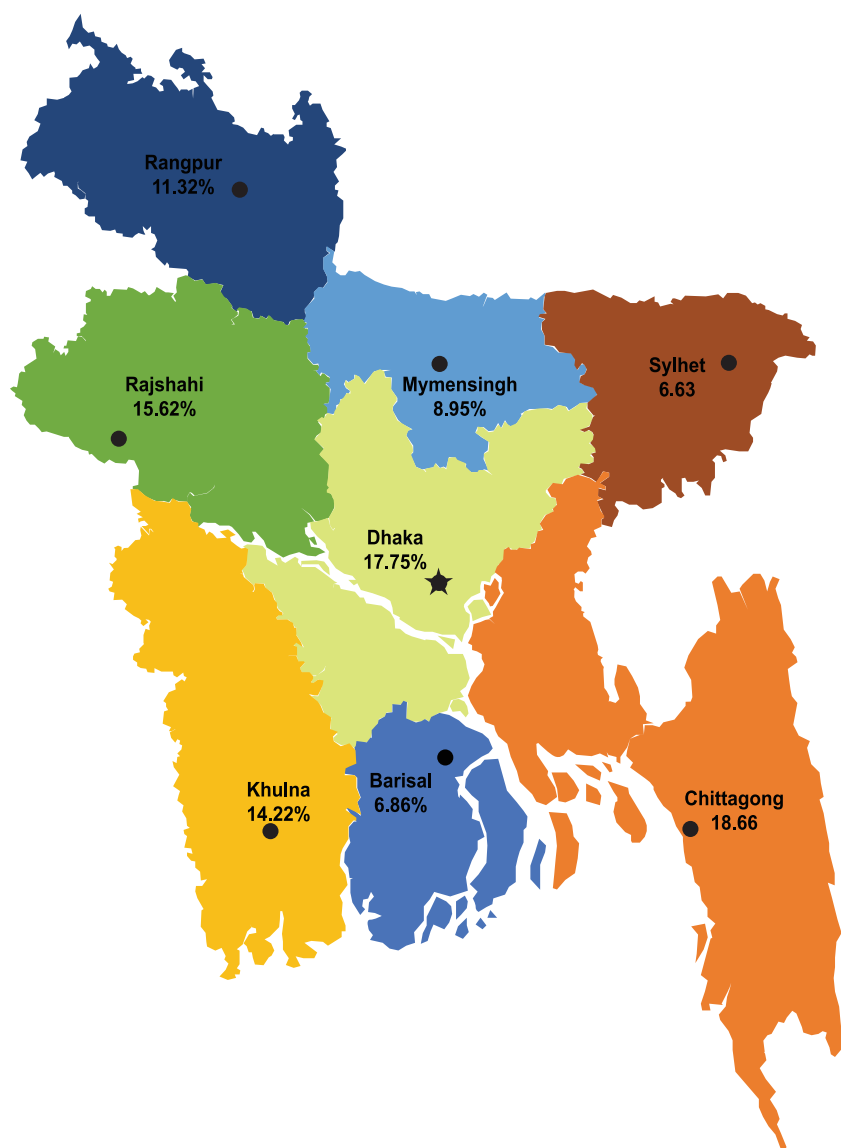 Rangpur
11.32%
Rajshahi
15.62%
Mymensingh
8.95%
Sylhet
6.63
Dhaka
17.75%
Khulna
14.22%
Barisal
6.86%
Chittagong
18.66